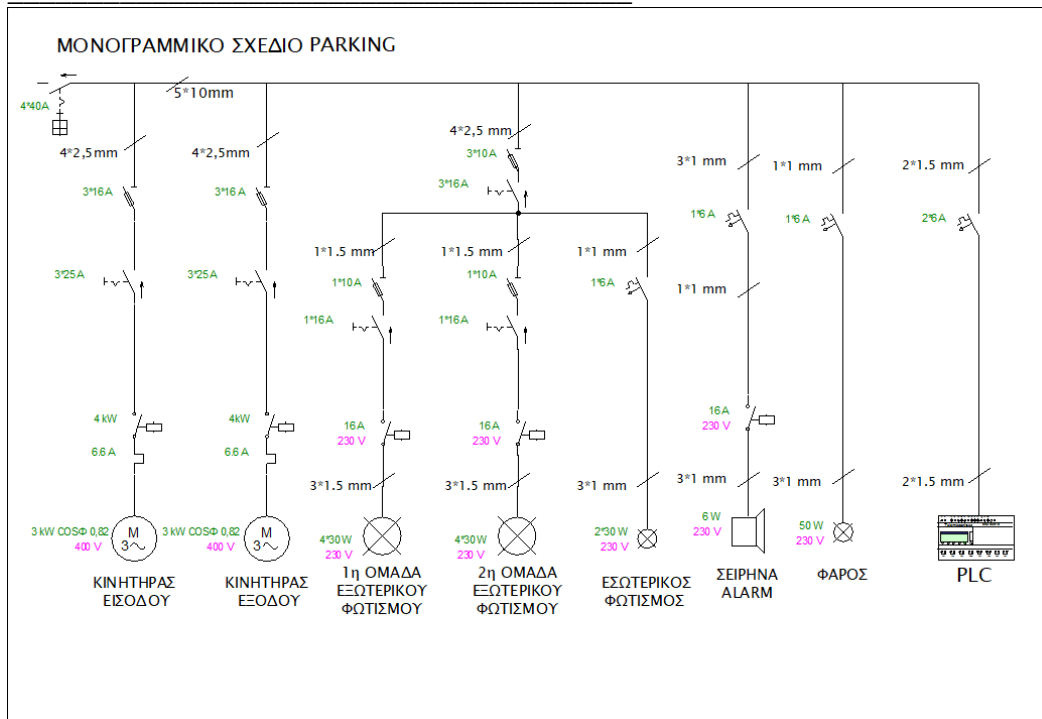 ΜΟΝΟΓΡΑΜΜΙΚΟ ΣΧΕΔΙΟ PARKING
4*40A
5*10mm
4*2,5mm
4*2,5mm
4*2,5 mm
3*1 mm
1*1 mm
2*1.5 mm
3*10A
3*16A
3*16A
3*16A
1*6A
1*6A
2*6A
1*1.5 mm
1*1.5 mm
1*1 mm
3*25A
3*25A
1*10A
1*10A
1*6A
1*1 mm
1*16A
1*16A
4 kW
4kW
16A
230 V
16A
230 V
16A
230 V
6.6 A
6.6 A
3*1.5 mm
3*1.5 mm
3*1 mm
3*1 mm
3*1 mm
2*1.5 mm
3 kW COSΦ 0,82
400 V
M
3
3 kW COSΦ 0,82
400 V
M
3
4*30W
230 V
4*30W
230 V
2*30W
230 V
6 W
230 V
50 W
230 V
ΚΙΝΗΤΗΡΑΣ
ΕΙΣΟΔΟΥ
ΚΙΝΗΤΗΡΑΣ
ΕΞΟΔΟΥ
1η ΟΜΑΔΑ
ΕΞΩΤΕΡΙΚΟΥ
ΦΩΤΙΣΜΟΥ
2η ΟΜΑΔΑ
ΕΞΩΤΕΡΙΚΟΥ
ΦΩΤΙΣΜΟΥ
ΕΣΩΤΕΡΙΚΟΣ
ΦΩΤΙΣΜΟΣ
ΣΕΙΡΗΝΑ
ALARM
ΦΑΡΟΣ
PLC